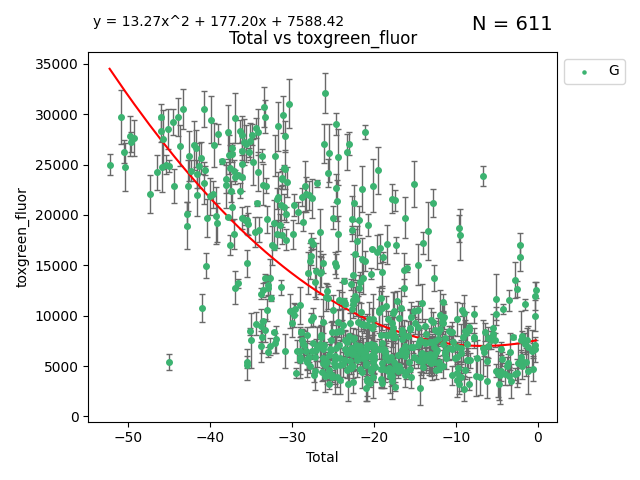 y = 13.27x^2 + 177.20x + 7588.42
N = 611
Total vs toxgreen_fluor
G
35000
30000
25000
20000
15000
10000
5000
0
toxgreen_fluor
−50
−40
−30
−20
−10
0
Total